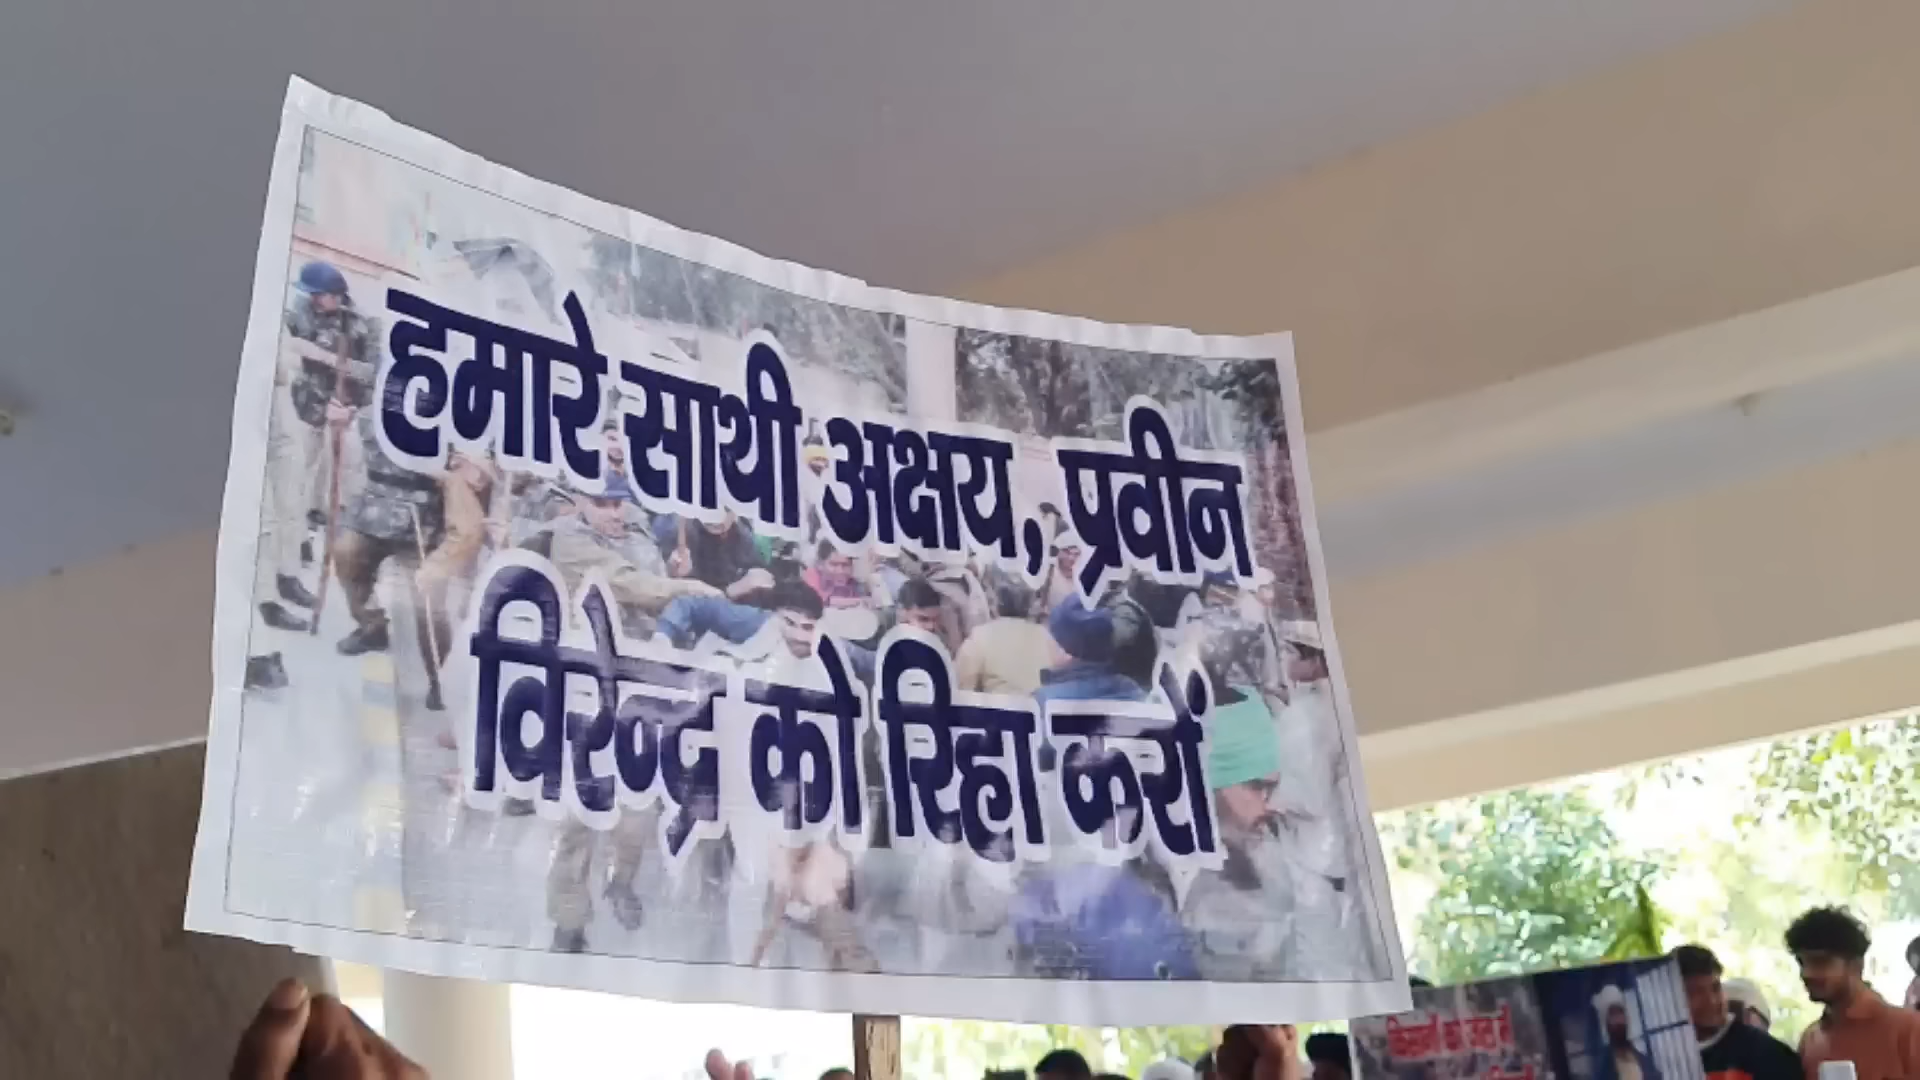 हमारे साथी अक्षय, प्रवीन
विरेन्द्र को रिहा करों